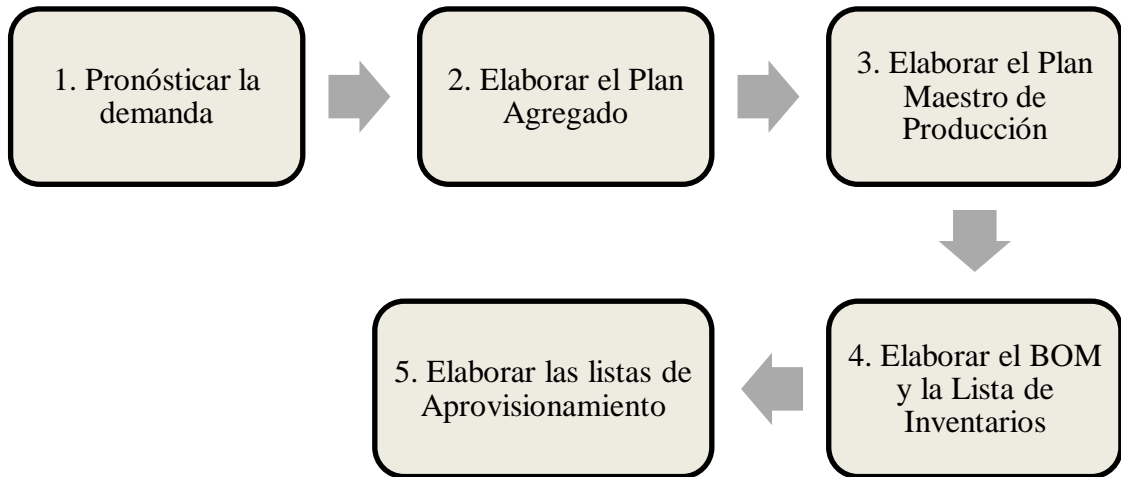 1. Pronósticar la
demanda
2. Elaborar el Plan
Agregado
3. Elaborar el Plan
Maestro de
Producción
4. Elaborar el BOM
y la Lista de
Inventarios
5. Elaborar las listas de
Aprovisionamiento